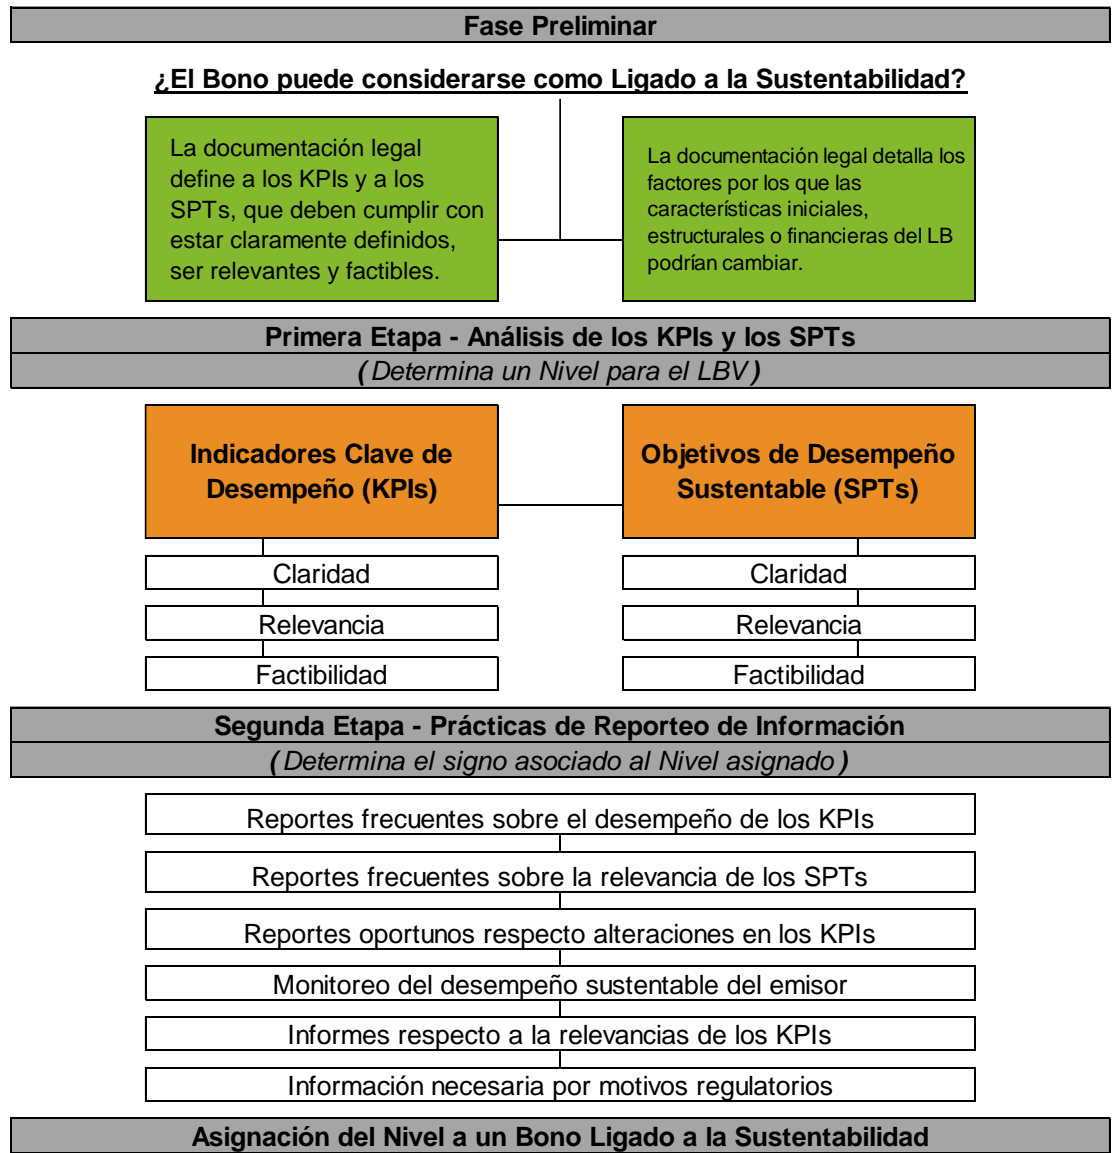 Fase Preliminar
¿El Bono puede considerarse como Ligado a la Sustentabilidad?
La documentación legal
define a los KPIs y a los
SPTs, que deben cumplir con
estar claramente definidos,
ser relevantes y factibles.
La documentación legal detalla los
factores por los que las
características iniciales,
estructurales o financieras del LB
podrían cambiar.
Primera Etapa - Análisis de los KPIs y los SPTs
(Determina un Nivel para el LBV)
Indicadores Clave de
Desempeño (KPIs)
Objetivos de Desempeño
Sustentable (SPTs)
Claridad
Claridad
Relevancia
Relevancia
Factibilidad
Factibilidad
Segunda Etapa - Prácticas de Reporteo de Información
(Determina el signo asociado al Nivel asignado)
Reportes frecuentes sobre el desempeño de los KPIs
Reportes frecuentes sobre la relevancia de los SPTs
Reportes oportunos respecto alteraciones en los KPIs
Monitoreo del desempeño sustentable del emisor
Informes respecto a la relevancias de los KPIs
Información necesaria por motivos regulatorios
Asignación del Nivel a un Bono Ligado a la Sustentabilidad